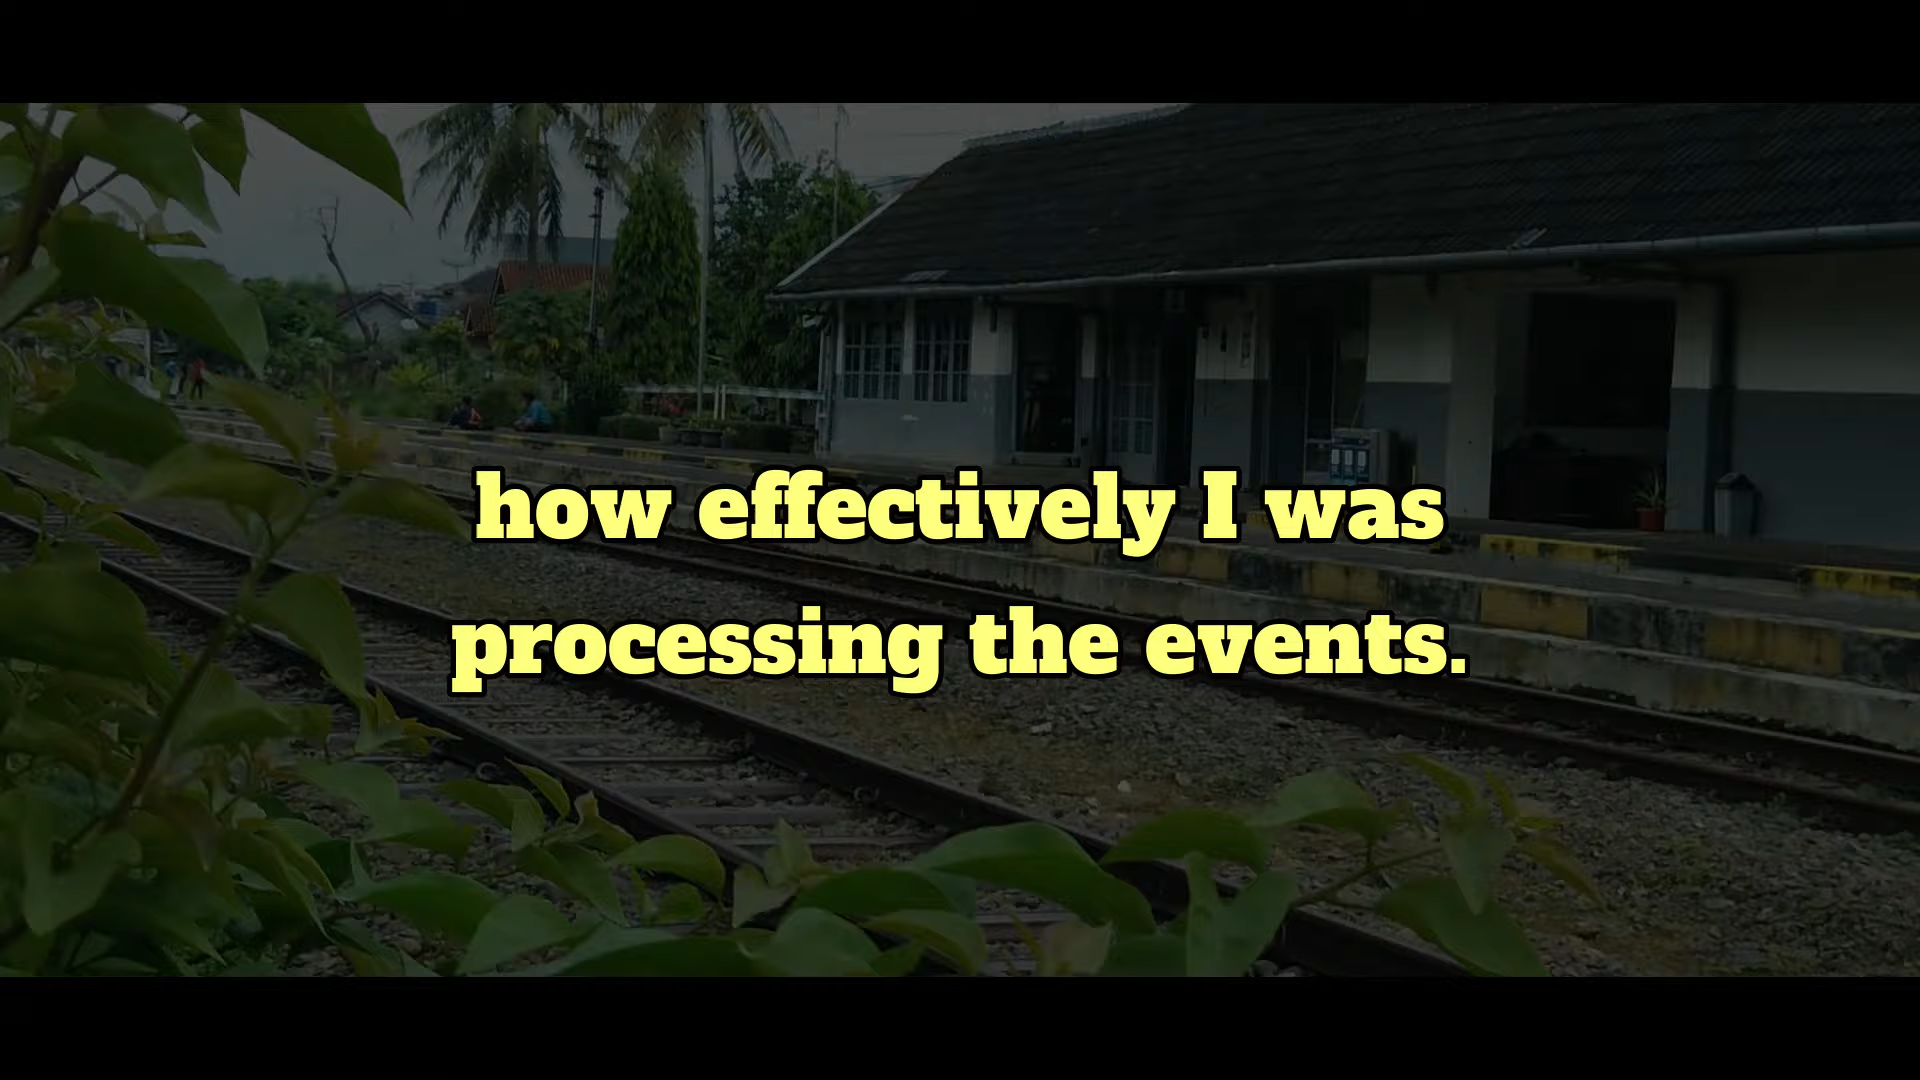 how effectively I was
processing the events.